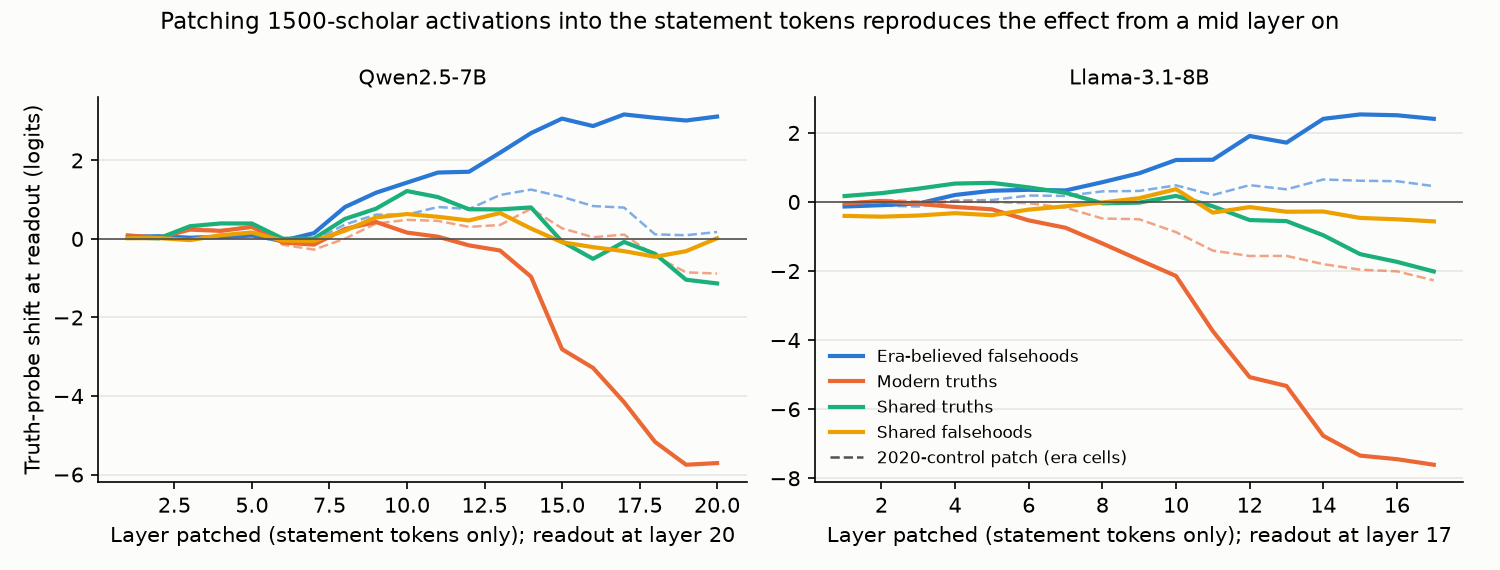 Patching 1500-scholar activations into the statement tokens reproduces the effect from a mid layer on
Qwen2.5-7B
Truth-probe shift at readout (logits)
2
0
−2
−4
−6
2.5
5.0
7.5
10.0
12.5
15.0
17.5
20.0
Layer patched (statement tokens only); readout at layer 20
Llama-3.1-8B
2
0
−2
−4
−6
−8
Era-believed falsehoods
Modern truths
Shared truths
Shared falsehoods
2020-control patch (era cells)
2
4
6
8
10
12
14
16
Layer patched (statement tokens only); readout at layer 17